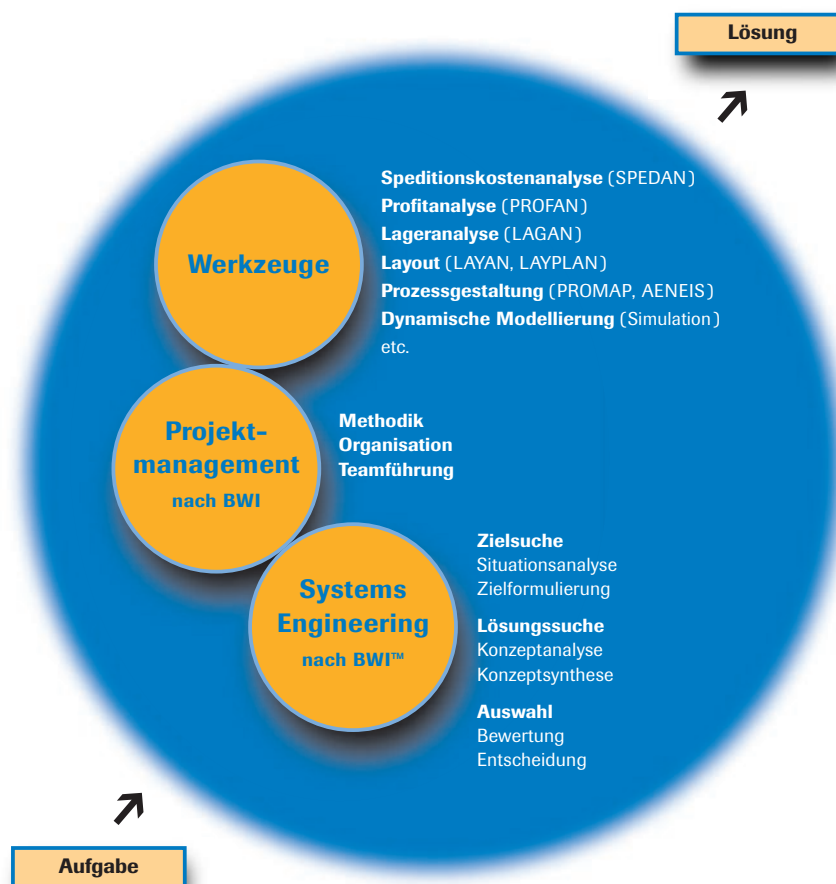 Lösung
Werkzeuge
Speditionskostenanalyse (SPEDAN)
Profitanalyse (PROFAN)
Lageranalyse (LAGAN)
Layout (LAYAN, LAYPLAN)
Prozessgestaltung (PROMAP, AENEIS)
Dynamische Modellierung (Simulation)
etc.
Projekt-
management
nach BWI
Methodik
Organisation
Teamführung
Systems
Engineering
nach BWI™
Zielsuche
Situationsanalyse
Zielformulierung
Lösungssuche
Konzeptanalyse
Konzeptsynthese
Auswahl
Bewertung
Entscheidung
Aufgabe